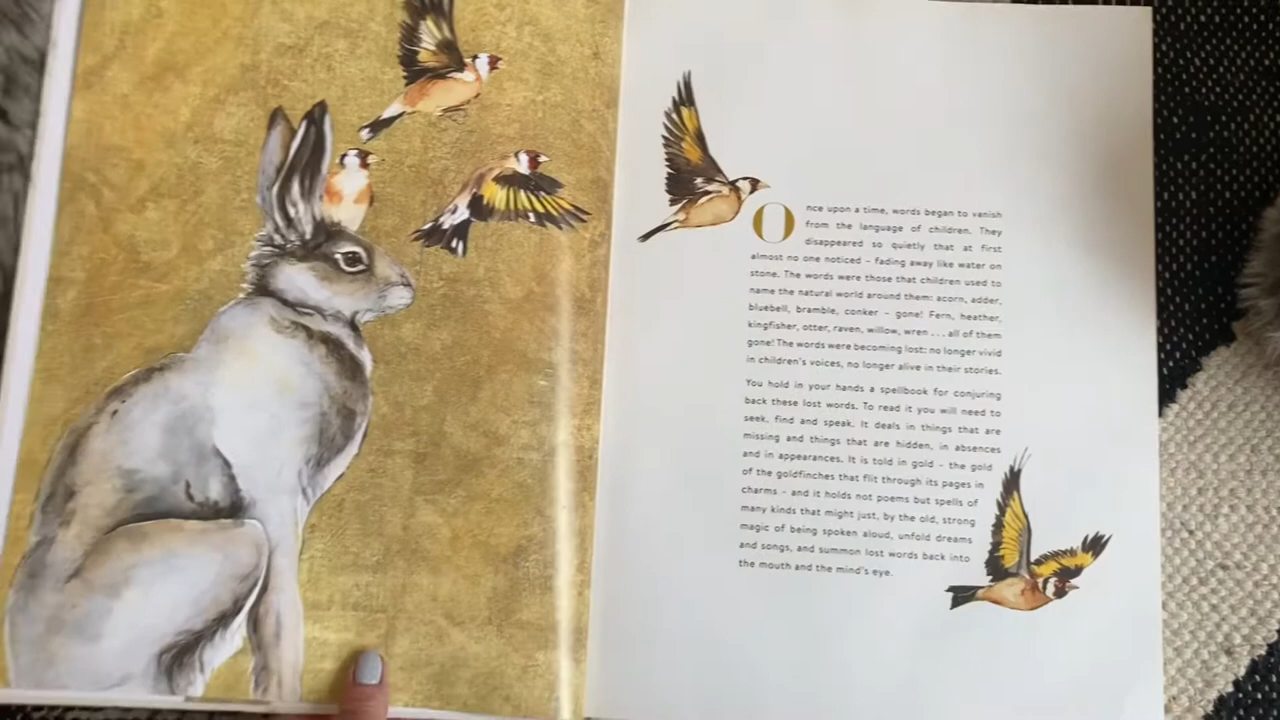 Once upon a time, words began to vanish
from the language of children. They
disappeared so quietly that at first
almost no one noticed – fading away like water on
stone. The words were those that children used to
name the natural world around them: acorn, adder,
bluebell, bramble, conker – gone! Fern, heather,
kingfisher, otter, raven, willow, wren . . . all of them
gone! The words were becoming lost: no longer vivid
in children's voices, no longer alive in their stories.
You hold in your hands a spellbook for conjuring
back these lost words. To read it you will need to
seek, find and speak. It deals in things that are
missing and things that are hidden, in absences
and in appearances. It is told in gold – the gold
of the goldfinches that flit through its pages in
charms – and it holds not poems but spells of
many kinds that might just, by the old, strong
magic of being spoken aloud, unfold dreams
and songs, and summon lost words back into
the mouth and the mind's eye.